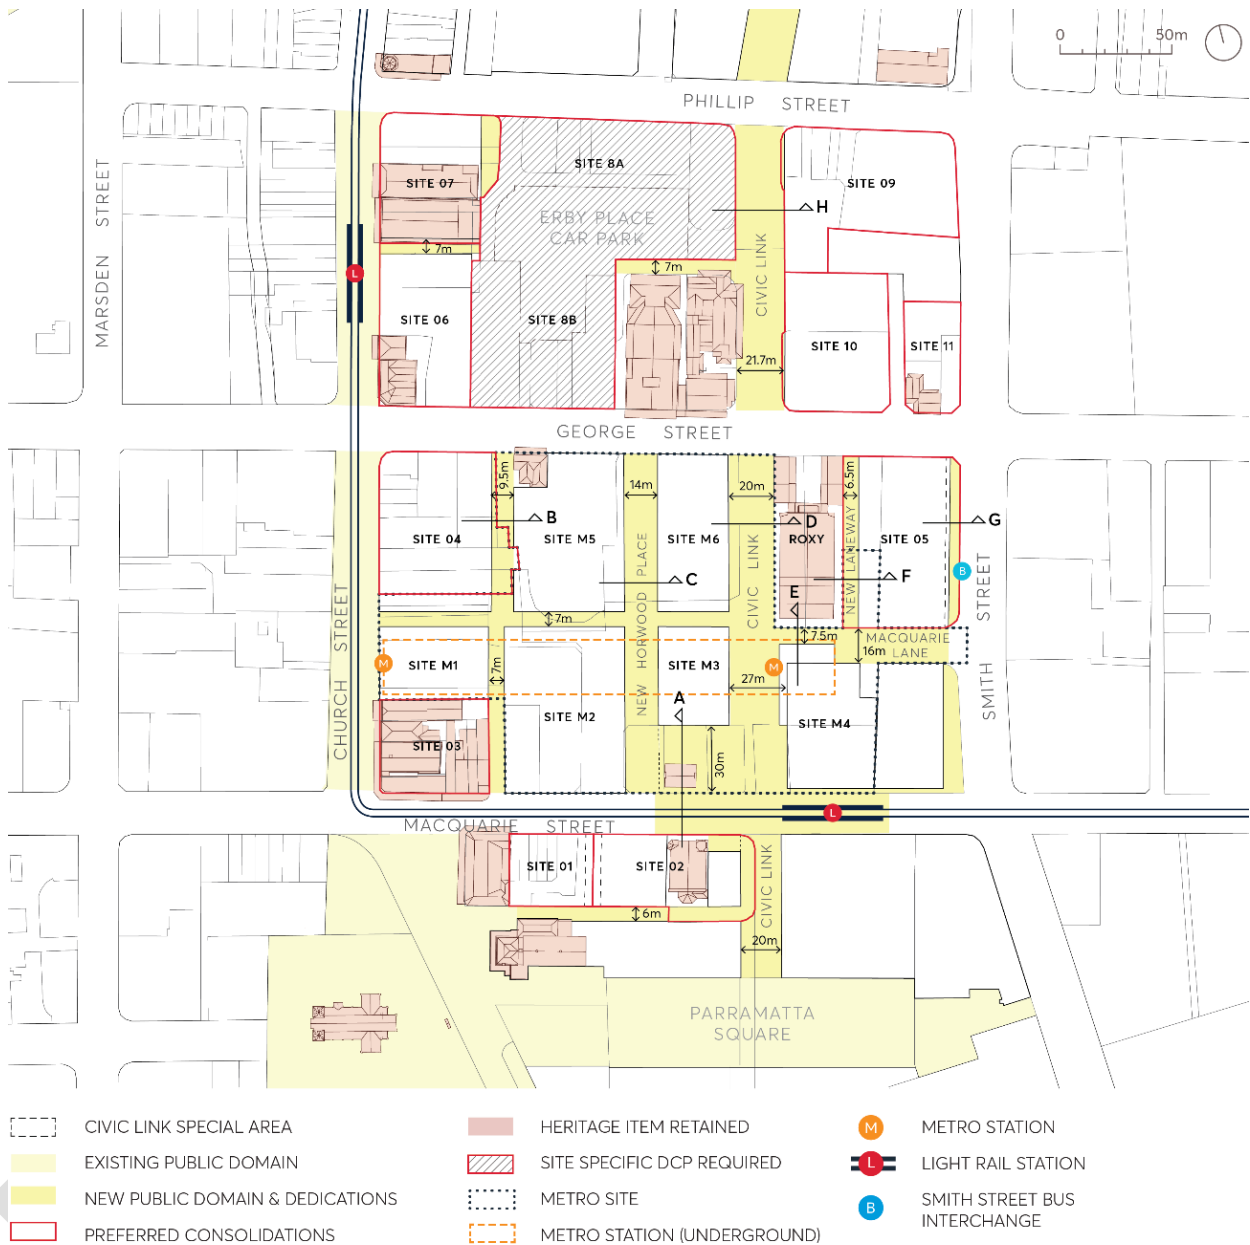 0 50m
PHILLIP STREET
MARSDEN STREET
SITE 8A
SITE 07
SITE 09
ERBY PLACE
CAR PARK
H
7m
7m
CIVIC LINK
L
SITE 06
SITE 8B
SITE 10
SITE 11
21.7m
GEORGE STREET
9.5m
14m
20m
6.5m
B
D
G
SITE 04
SITE M5
SITE M6
ROXY
SITE 05
NEW HORWOOD PLACE
CIVIC LINK
NEW LANEWAY
C
F
B
E
SMITH STREET
CHURCH STREET
7m
7.5m
MACQUARIE
LANE
16m
M
SITE M1
7m
SITE M3
M
27m
A
SITE M2
SITE M4
SITE 03
30m
L
MACQUARIE STREET
SITE 01
SITE 02
CIVIC LINK
6m
20m
PARRAMATTA
SQUARE
CIVIC LINK SPECIAL AREA
EXISTING PUBLIC DOMAIN
NEW PUBLIC DOMAIN & DEDICATIONS
PREFERRED CONSOLIDATIONS
HERITAGE ITEM RETAINED
SITE SPECIFIC DCP REQUIRED
METRO SITE
METRO STATION (UNDERGROUND)
M METRO STATION
L LIGHT RAIL STATION
B SMITH STREET BUS
INTERCHANGE